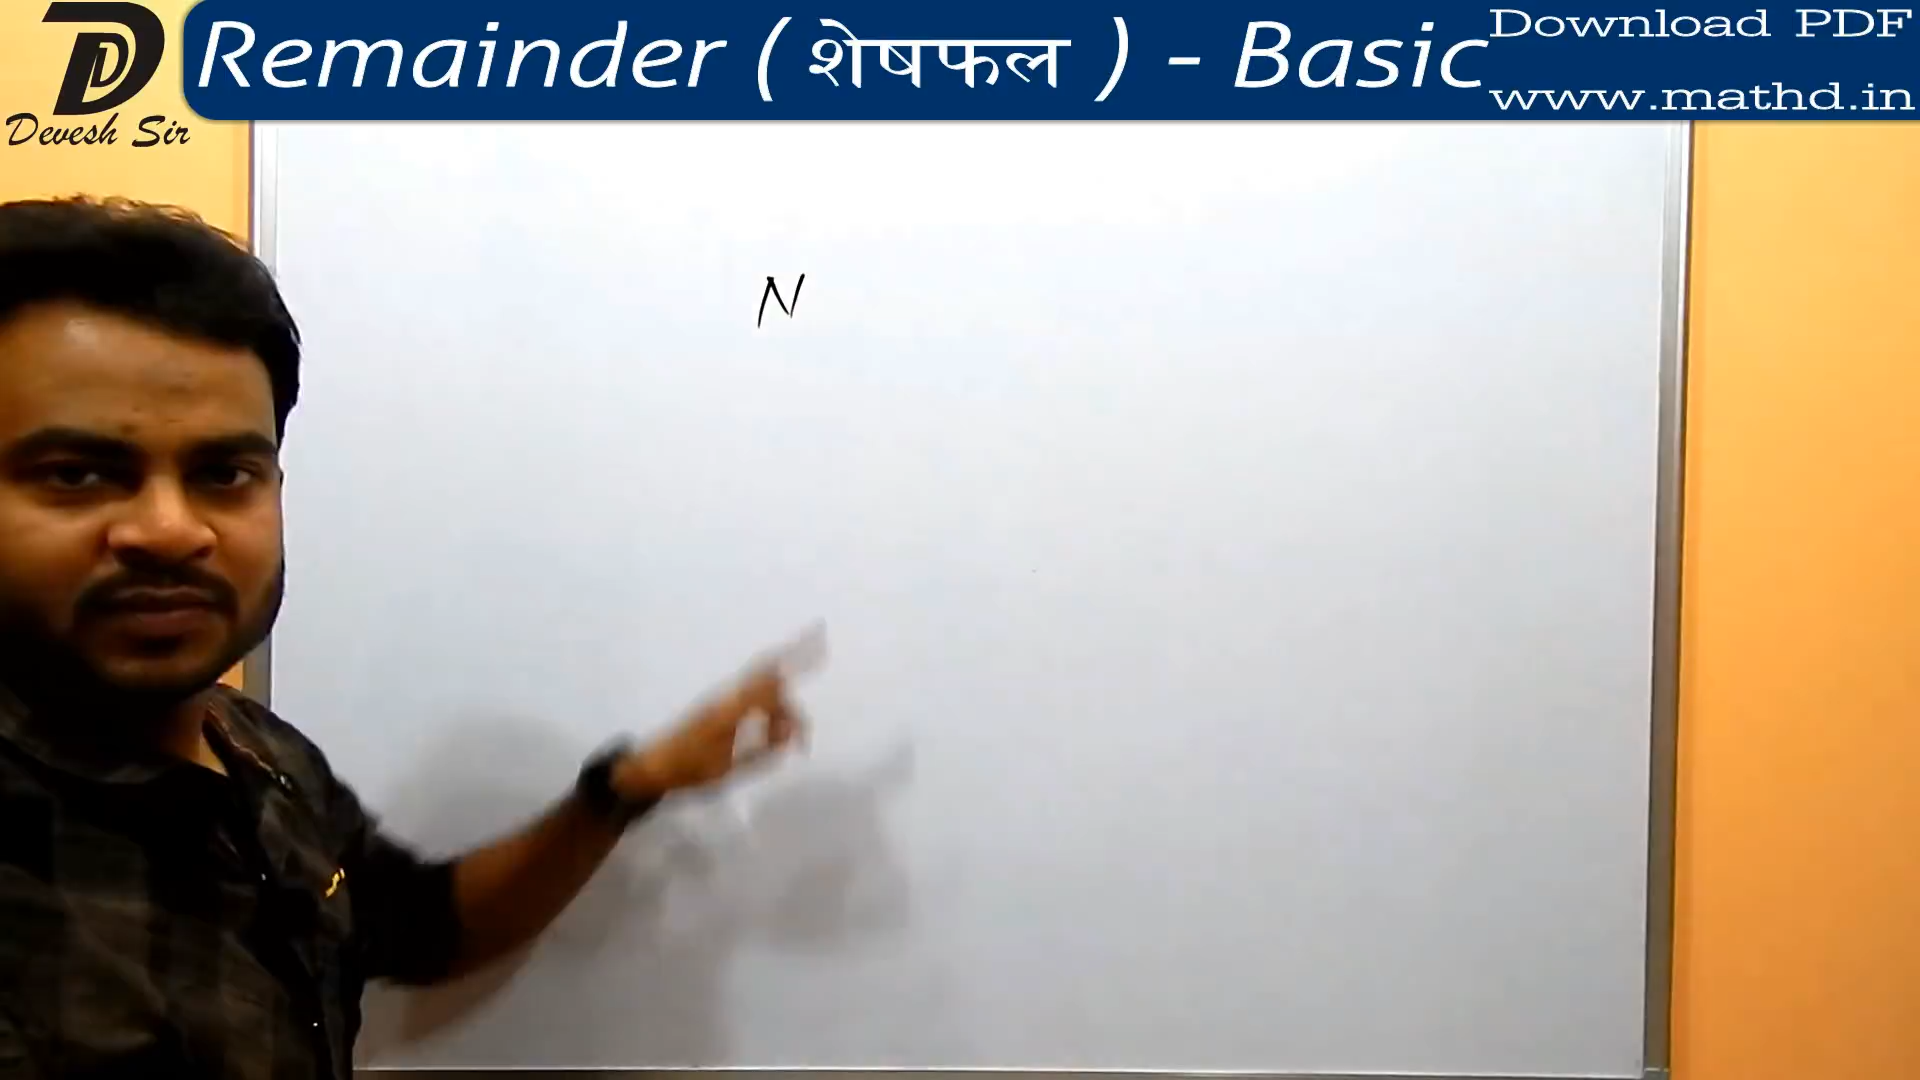 Remainder ( शेषफल ) - Basic
Download PDF
www.mathd.in
Devesh Sir
N